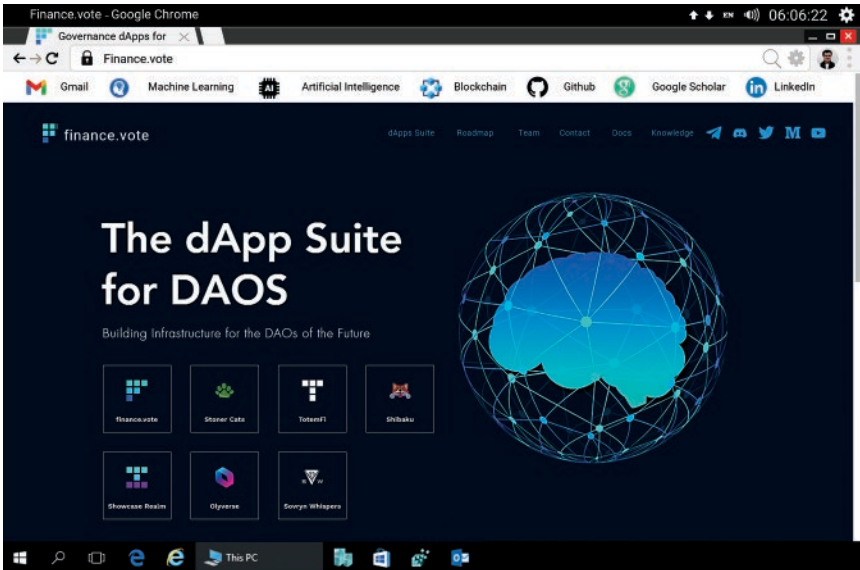 Finance.vote - Google Chrome
EN
06:06:22
Governance dApps for
Finance.vote
Gmail
Machine Learning
AI
Artificial Intelligence
Blockchain
Github
Google Scholar
LinkedIn
finance.vote
dApps Suite
Roadmap
Team
Contact
Docs
Knowledge
The dApp Suite
for DAOS
Building Infrastructure for the DAOs of the Future
finance.vote
Stoner Cats
TotemFi
Shibaku
Showcase Realm
Olyverse
Sovryn Whispers
This PC